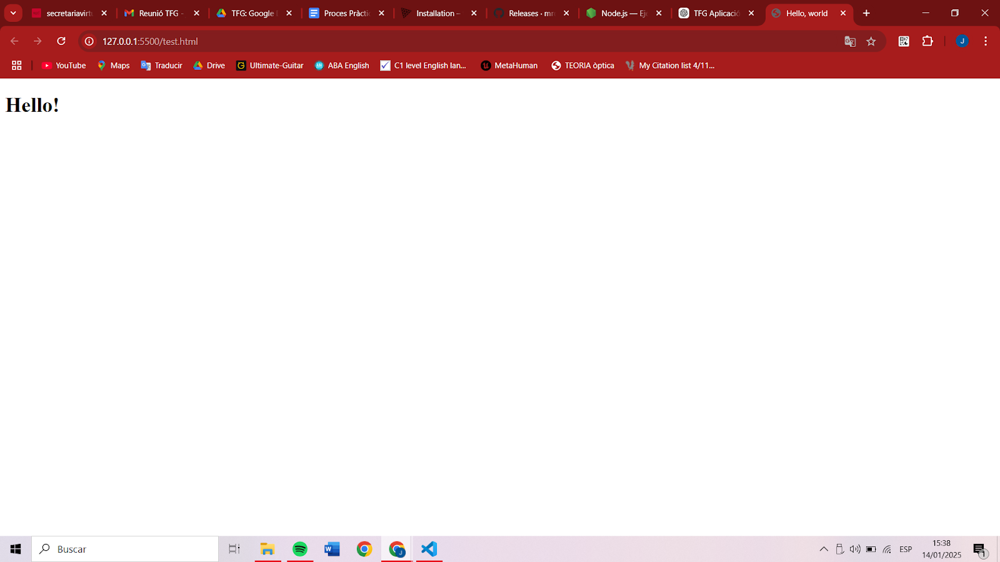 secretariavirtu
Reunió TFG -
TFG: Google
Proces Pràctic
Installation –
Releases · mr
Node.js — Eje
TFG Aplicació
Hello, world
127.0.0.1:5500/test.html
J
YouTube
Maps
Traducir
Drive
Ultimate-Guitar
ABA English
C1 level English lan...
MetaHuman
TEORIA òptica
My Citation list 4/11...
Hello!
Buscar
ESP
15:38
14/01/2025
1